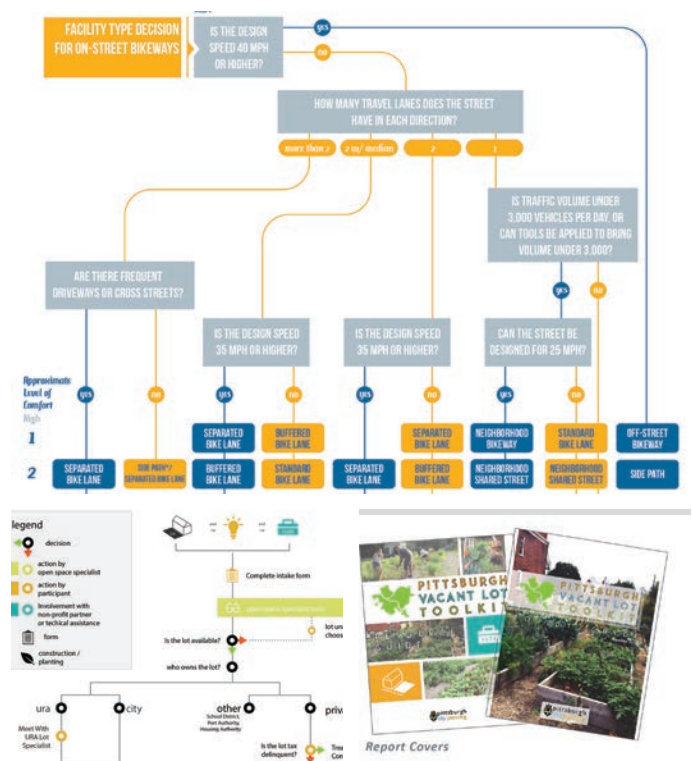 FACILITY TYPE DECISION
FOR ON-STREET BIKEWAYS
IS THE DESIGN
SPEED 40 MPH
OR HIGHER?
yes
no
HOW MANY TRAVEL LANES DOES THE STREET
HAVE IN EACH DIRECTION?
more than 2
2 w/ median
2
1
IS TRAFFIC VOLUME UNDER
3,000 VEHICLES PER DAY, OR
CAN TOOLS BE APPLIED TO BRING
VOLUME UNDER 3,000?
yes
no
ARE THERE FREQUENT
DRIVEWAYS OR CROSS STREETS?
IS THE DESIGN SPEED
35 MPH OR HIGHER?
IS THE DESIGN SPEED
35 MPH OR HIGHER?
CAN THE STREET BE
DESIGNED FOR 25 MPH?
Approximate
Level of
Comfort
High
yes
no
yes
no
yes
no
yes
no
1
SEPARATED
BIKE LANE
BUFFERED
BIKE LANE
SEPARATED
BIKE LANE
NEIGHBORHOOD
BIKEWAY
STANDARD
BIKE LANE
OFF-STREET
BIKEWAY
2
SEPARATED
BIKE LANE
SIDE PATH*/
SEPARATED BIKE LANE
BUFFERED
BIKE LANE
STANDARD
BIKE LANE
SEPARATED
BIKE LANE
BUFFERED
BIKE LANE
NEIGHBORHOOD
SHARED STREET
NEIGHBORHOOD
SHARED STREET
SIDE PATH
legend
decision
action by
open space specialist
action by
participant
involvement with
non-profit partner
or techical assistance
form
construction /
planting
Complete intake form
Is the lot available?
who owns the lot?
ura
city
other
School District,
Port Authority,
Housing Authority
Meet With
URA Lot
Specialist
Is the lot tax
delinquent?
PITTSBURGH
VACANT LOT
TOOLKIT
pittsburgh
city planning
PITTSBURGH
VACANT LOT
TOOLKIT
pittsburgh
Report Covers